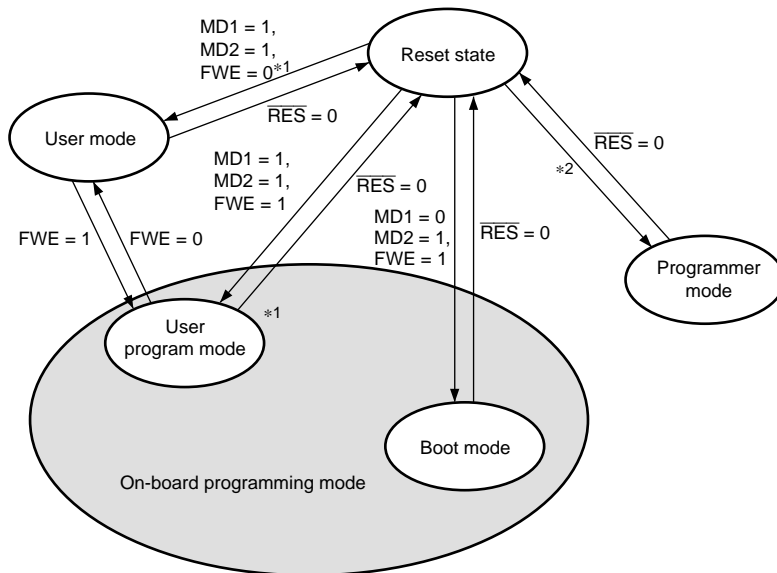 MD1 = 1,
MD2 = 1,
FWE = 0*1
Reset state
RES = 0
User mode
MD1 = 1,
MD2 = 1,
FWE = 1
RES = 0
*2
RES = 0
FWE = 1
FWE = 0
MD1 = 0
MD2 = 1,
FWE = 1
RES = 0
Programmer
mode
User
program mode
*1
Boot mode
On-board programming mode